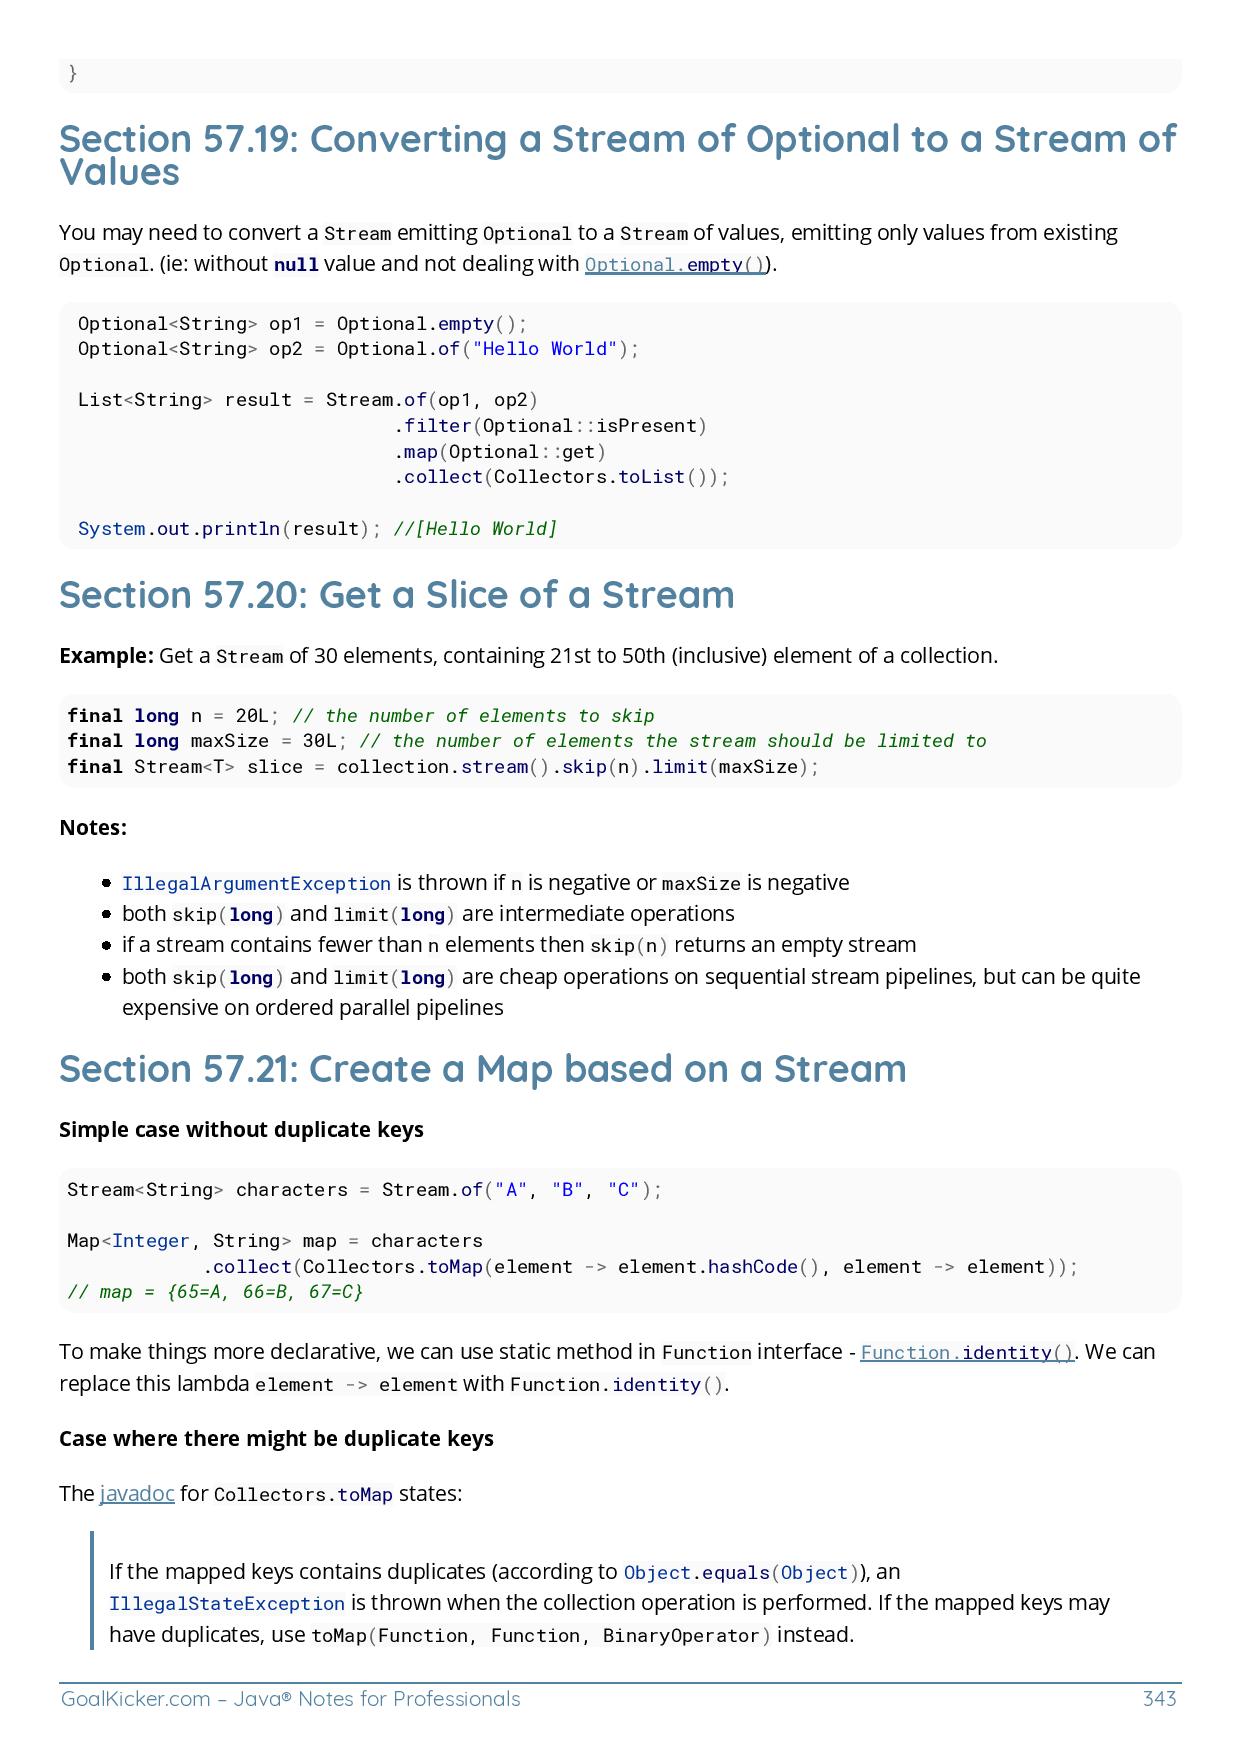 }
Section 57.19: Converting a Stream of Optional to a Stream of
Values
You may need to convert a Stream emitting Optional to a Stream of values, emitting only values from existing
Optional. (ie: without null value and not dealing with Optional.empty()).
Optional<String> op1 = Optional.empty();
Optional<String> op2 = Optional.of("Hello World");
List<String> result = Stream.of(op1, op2)
.filter(Optional::isPresent)
.map(Optional::get)
.collect(Collectors.toList());
System.out.println(result); //[Hello World]
Section 57.20: Get a Slice of a Stream
Example: Get a Stream of 30 elements, containing 21st to 50th (inclusive) element of a collection.
final long n = 20L; // the number of elements to skip
final long maxSize = 30L; // the number of elements the stream should be limited to
final Stream<T> slice = collection.stream().skip(n).limit(maxSize);
Notes:
• IllegalArgumentException is thrown if n is negative or maxSize is negative
• both skip(long) and limit(long) are intermediate operations
• if a stream contains fewer than n elements then skip(n) returns an empty stream
• both skip(long) and limit(long) are cheap operations on sequential stream pipelines, but can be quite
expensive on ordered parallel pipelines
Section 57.21: Create a Map based on a Stream
Simple case without duplicate keys
Stream<String> characters = Stream.of("A", "B", "C");
Map<Integer, String> map = characters
.collect(Collectors.toMap(element -> element.hashCode(), element -> element));
// map = {65=A, 66=B, 67=C}
To make things more declarative, we can use static method in Function interface - Function.identity(). We can
replace this lambda element -> element with Function.identity().
Case where there might be duplicate keys
The javadoc for Collectors.toMap states:
If the mapped keys contains duplicates (according to Object.equals(Object)), an
IllegalStateException is thrown when the collection operation is performed. If the mapped keys may
have duplicates, use toMap(Function, Function, BinaryOperator) instead.
GoalKicker.com – Java® Notes for Professionals
343